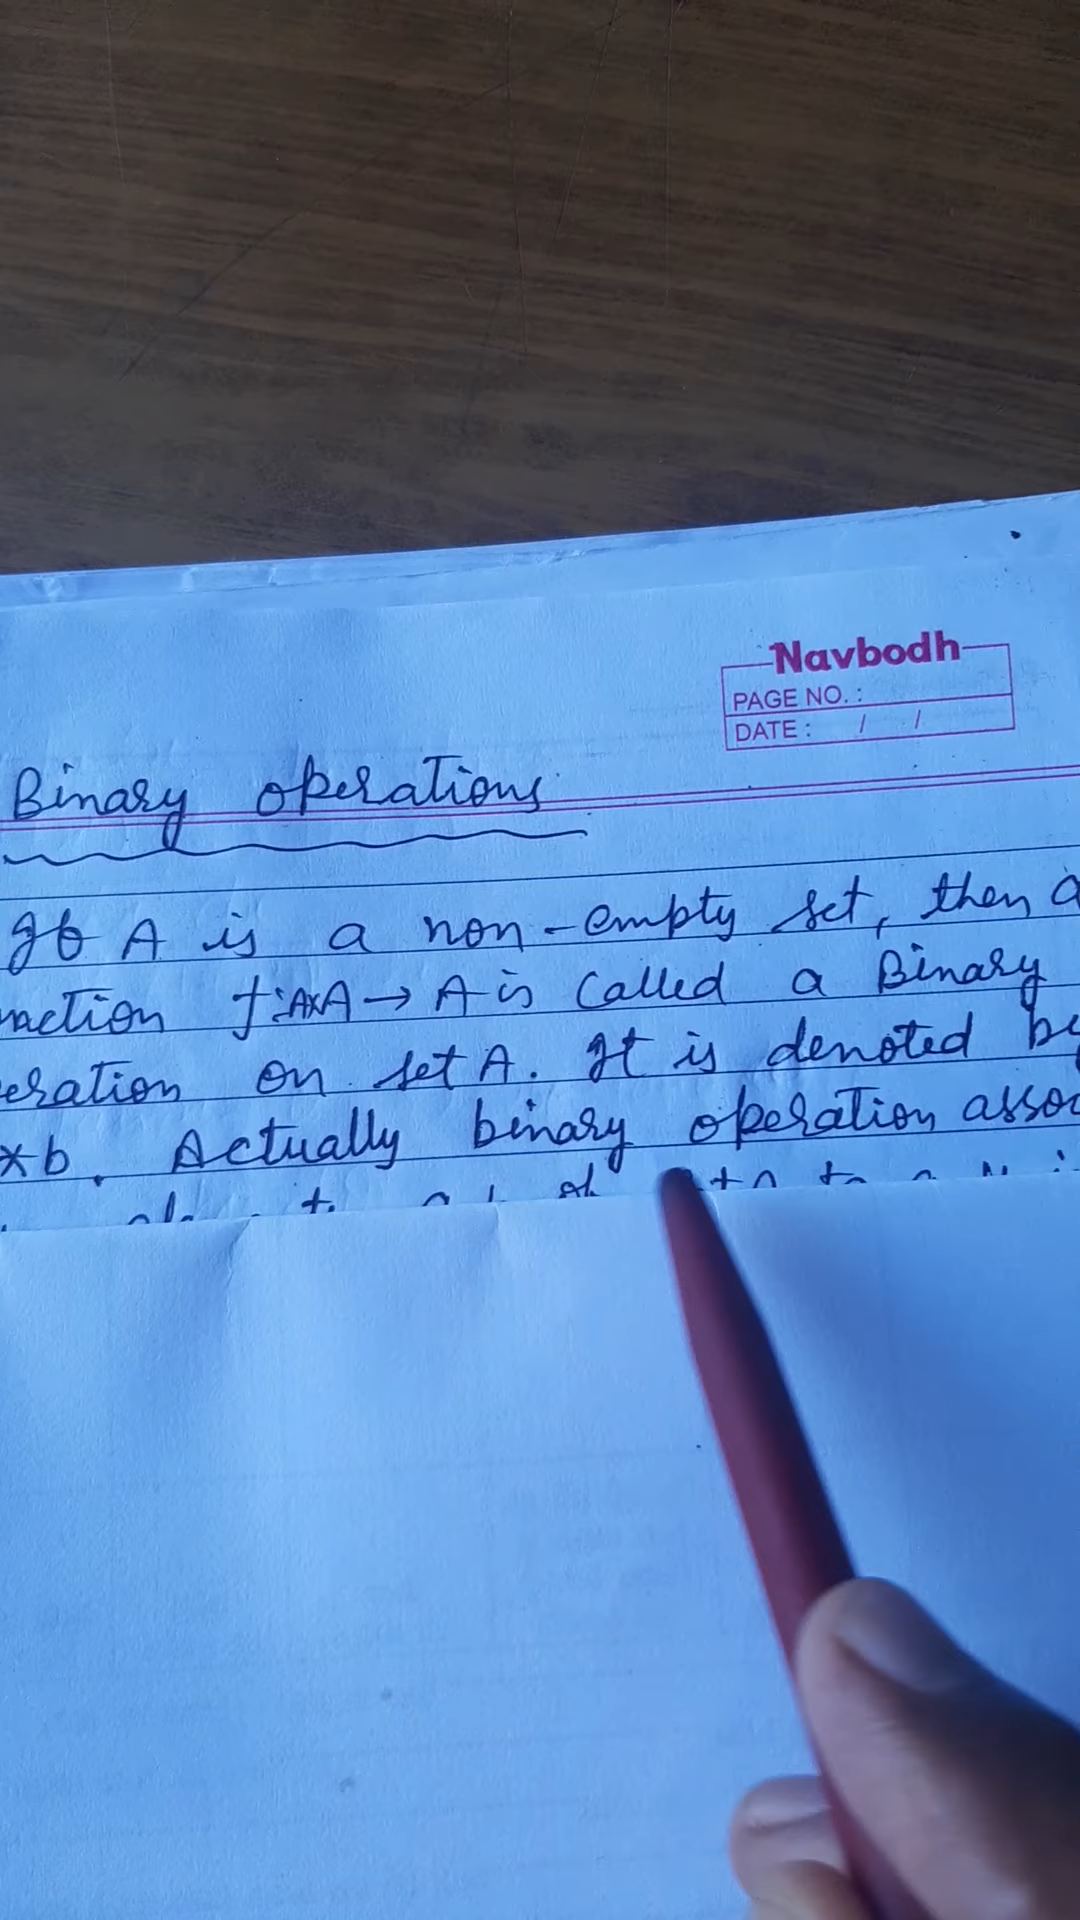 Navbodh
PAGE NO. :
DATE : / /
Binary operations
If A is a non-empty set, then a
nction f:AxA → A is called a Binary
eration on set A. It is denoted by
*b. Actually binary operation asso